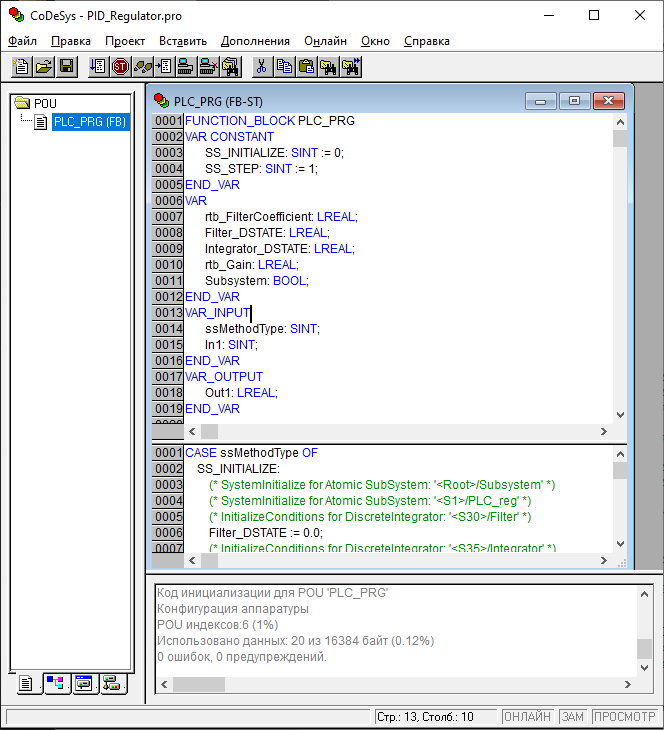 CoDeSys - PID_Regulator.pro
Файл Правка Проект Вставить Дополнения Онлайн Окно Справка
POU
PLC_PRG (FB)
PLC_PRG (FB-ST)
0001 FUNCTION_BLOCK PLC_PRG
0002 VAR CONSTANT
0003 SS_INITIALIZE: SINT := 0;
0004 SS_STEP: SINT := 1;
0005 END_VAR
0006 VAR
0007 rtb_FilterCoefficient: LREAL;
0008 Filter_DSTATE: LREAL;
0009 Integrator_DSTATE: LREAL;
0010 rtb_Gain: LREAL;
0011 Subsystem: BOOL;
0012 END_VAR
0013 VAR_INPUT
0014 ssMethodType: SINT;
0015 In1: SINT;
0016 END_VAR
0017 VAR_OUTPUT
0018 Out1: LREAL;
0019 END_VAR
0001 CASE ssMethodType OF
0002 SS_INITIALIZE:
0003 (* SystemInitialize for Atomic SubSystem: '<Root>/Subsystem' *)
0004 (* SystemInitialize for Atomic SubSystem: '<S1>/PLC_reg' *)
0005 (* InitializeConditions for DiscreteIntegrator: '<S30>/Filter' *)
0006 Filter_DSTATE := 0.0;
0007 (* InitializeConditions for DiscreteIntegrator: '<S35>/Integrator' *)
Код инициализации для POU 'PLC_PRG'
Конфигурация аппаратуры
POU индексов:6 (1%)
Использовано данных: 20 из 16384 байт (0.12%)
0 ошибок, 0 предупреждений.
Стр.: 13, Столб.: 10 ОНЛАЙН ЗАМ ПРОСМОТР